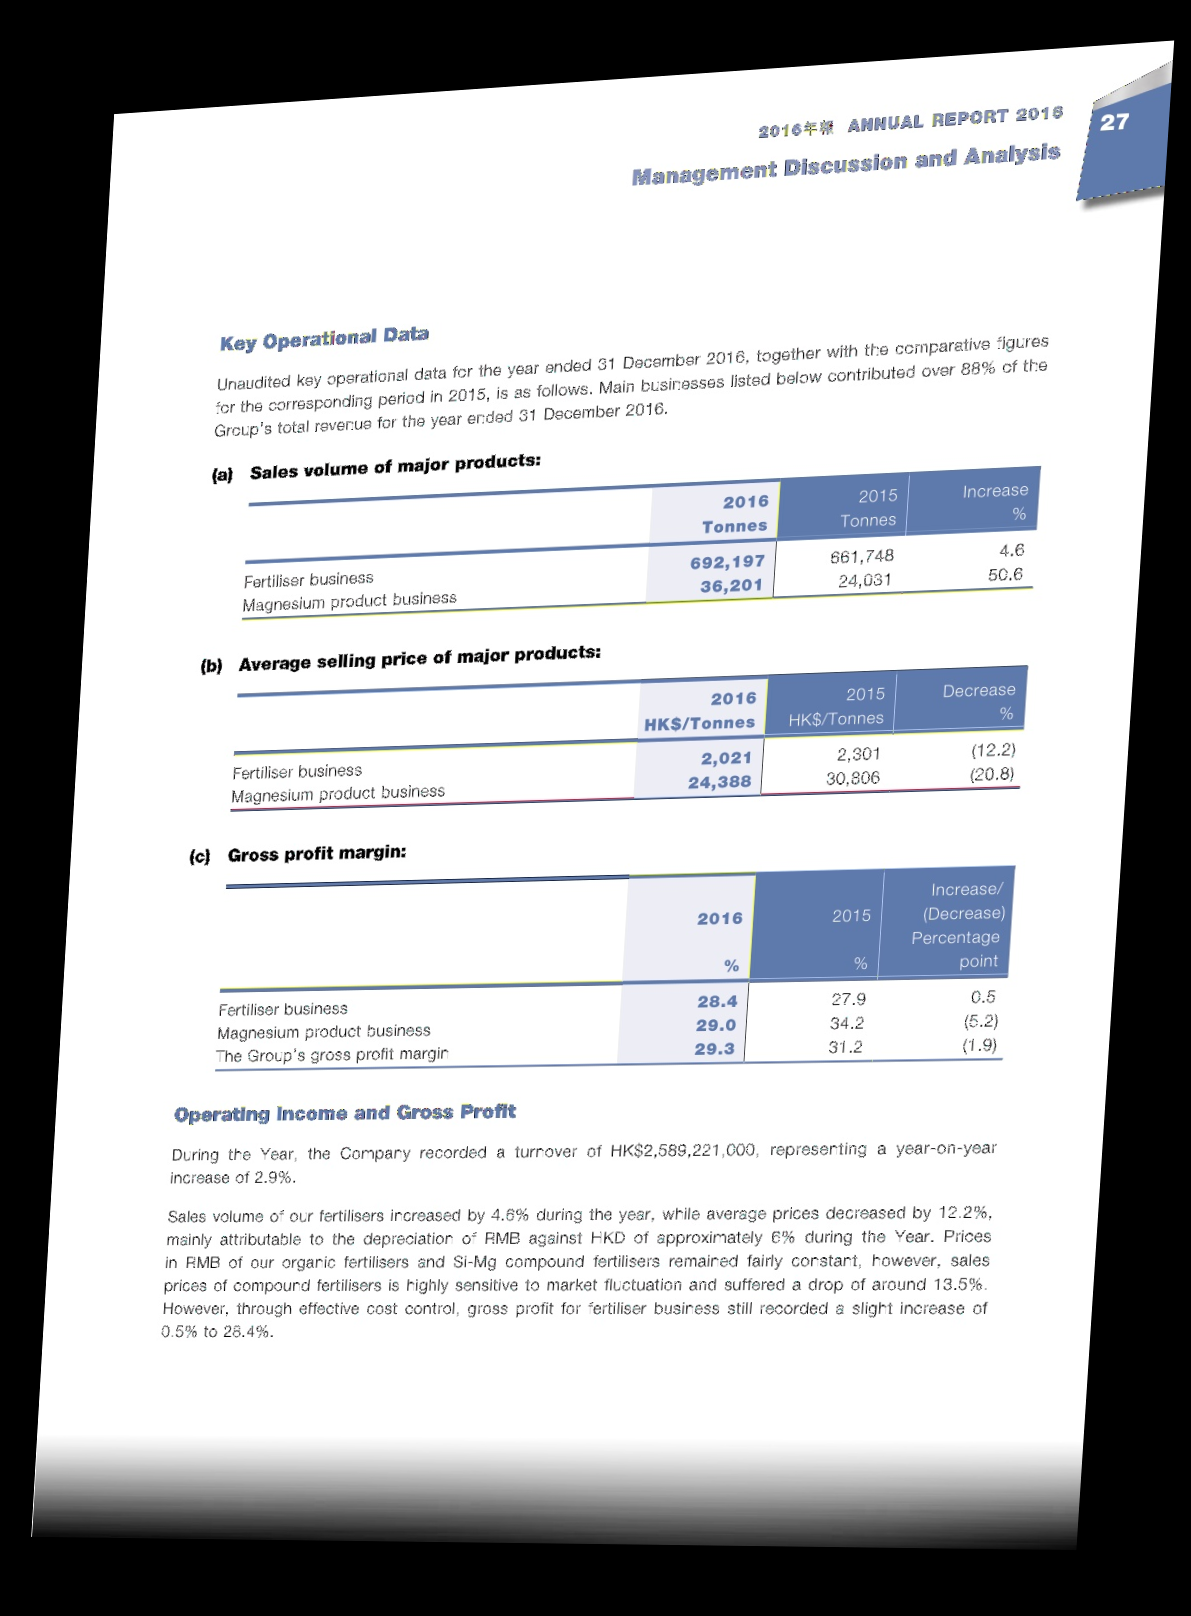 2016年報 ANNUAL REPORT 2016
27
Management Discussion and Analysis
Key Operational Data
Unaudited key operational data for the year ended 31 December 2016, together with the comparative figures
for the corresponding period in 2015, is as follows. Main businesses listed below contributed over 88% of the
Group's total revenue for the year ended 31 December 2016.
(a) Sales volume of major products:
2016 2015 Increase
Tonnes Tonnes %
Fertiliser business 692,197 661,748 4.6
Magnesium product business 36,201 24,031 50.6
(b) Average selling price of major products:
2016 2015 Decrease
HK$/Tonnes HK$/Tonnes %
Fertiliser business 2,021 2,301 (12.2)
Magnesium product business 24,388 30,806 (20.8)
(c) Gross profit margin:
Increase/
2016 2015 (Decrease)
Percentage
% % point
Fertiliser business 28.4 27.9 0.5
Magnesium product business 29.0 34.2 (5.2)
The Group's gross profit margin 29.3 31.2 (1.9)
Operating Income and Gross Profit
During the Year, the Company recorded a turnover of HK$2,589,221,000, representing a year-on-year
increase of 2.9%.
Sales volume of our fertilisers increased by 4.6% during the year, while average prices decreased by 12.2%,
mainly attributable to the depreciation of RMB against HKD of approximately 6% during the Year. Prices
in RMB of our organic fertilisers and Si-Mg compound fertilisers remained fairly constant, however, sales
prices of compound fertilisers is highly sensitive to market fluctuation and suffered a drop of around 13.5%.
However, through effective cost control, gross profit for fertiliser business still recorded a slight increase of
0.5% to 28.4%.